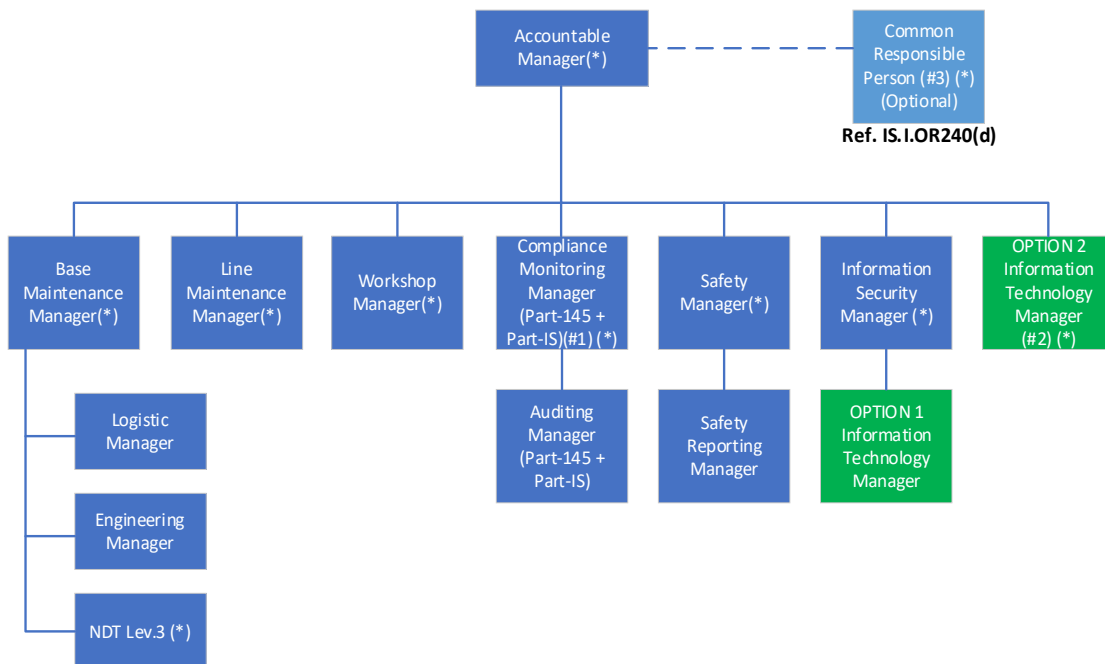 Accountable
Manager(*)
Common
Responsible
Person (#3) (*)
(Optional)
Ref. IS.I.OR240(d)
Base
Maintenance
Manager(*)
Line
Maintenance
Manager(*)
Workshop
Manager(*)
Compliance
Monitoring
Manager
(Part-145 +
Part-IS)(#1) (*)
Safety
Manager(*)
Information
Security
Manager (*)
OPTION 2
Information
Technology
Manager
(#2) (*)
Logistic
Manager
Engineering
Manager
NDT Lev.3 (*)
Auditing
Manager
(Part-145 +
Part-IS)
Safety
Reporting
Manager
OPTION 1
Information
Technology
Manager